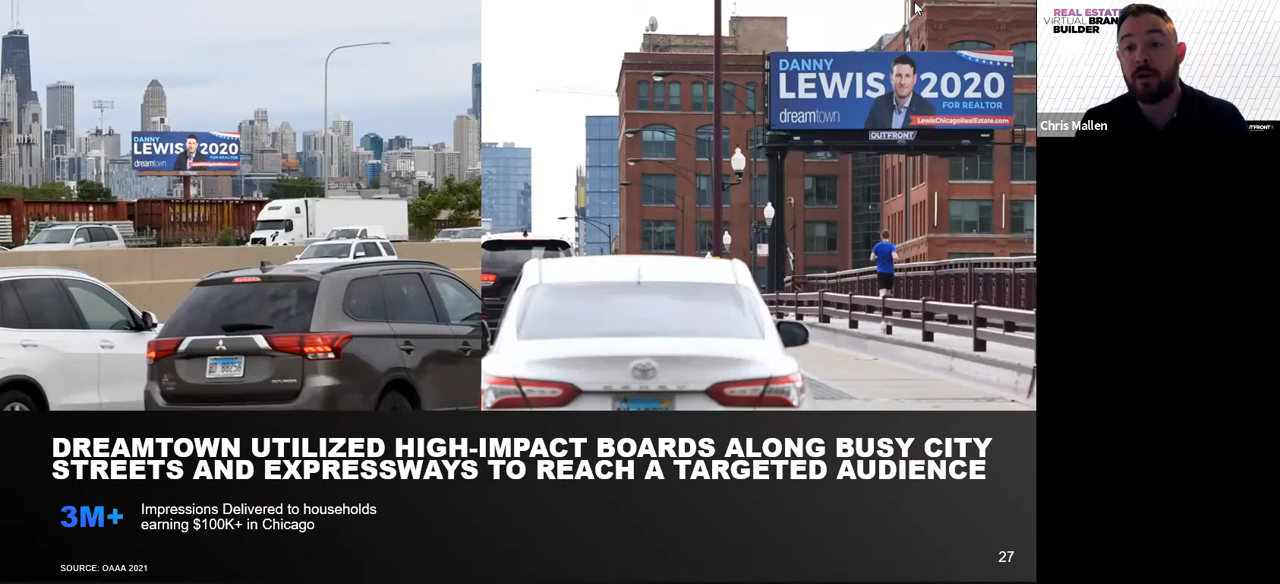 DANNY
LEWIS 2020
FOR REALTOR
dreamtown
DANNY
LEWIS 2020
FOR REALTOR
dreamtown
LewisChicagoRealEstate.com
OUTFRONT/
REAL ESTATE
VIRTUAL BRAN
BUILDER
Chris Mallen
DREAMTOWN UTILIZED HIGH-IMPACT BOARDS ALONG BUSY CITY
STREETS AND EXPRESSWAYS TO REACH A TARGETED AUDIENCE
3M+
Impressions Delivered to households
earning $100K+ in Chicago
27
SOURCE: OAAA 2021